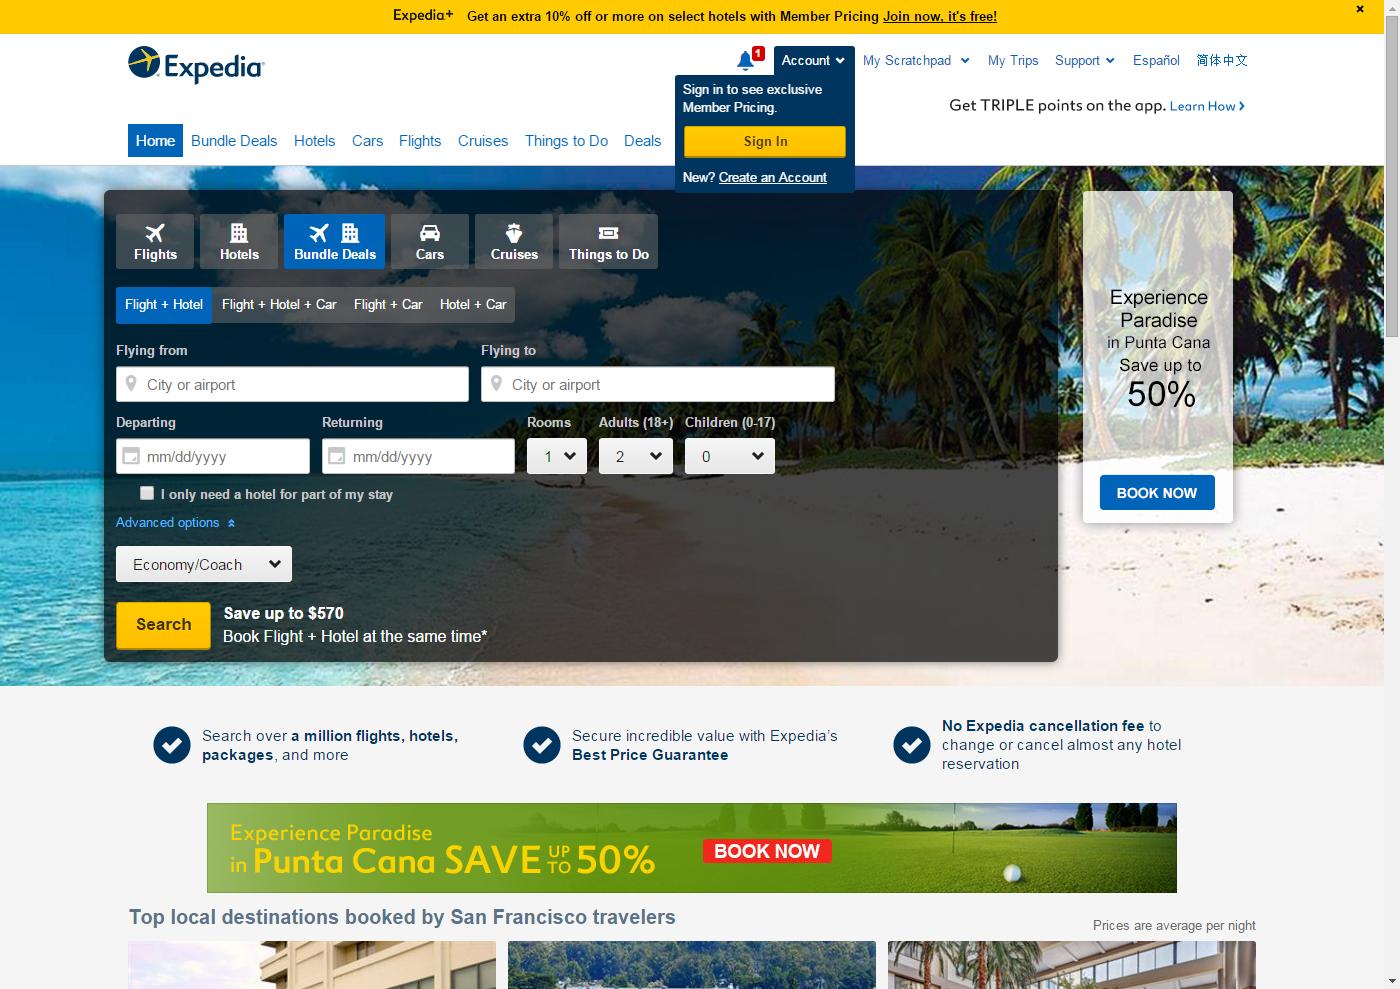 Expedia+ Get an extra 10% off or more on select hotels with Member Pricing Join now, it's free!
Expedia
1
Account
My Scratchpad
My Trips
Support
Español
简体中文
Sign in to see exclusive
Member Pricing.
Sign In
New? Create an Account
Get TRIPLE points on the app. Learn How
Home
Bundle Deals
Hotels
Cars
Flights
Cruises
Things to Do
Deals
Flights
Hotels
Bundle Deals
Cars
Cruises
Things to Do
Flight + Hotel
Flight + Hotel + Car
Flight + Car
Hotel + Car
Flying from
Flying to
City or airport
City or airport
Departing
Returning
Rooms
Adults (18+)
Children (0-17)
mm/dd/yyyy
mm/dd/yyyy
1
2
0
I only need a hotel for part of my stay
Advanced options
Economy/Coach
Search
Save up to $570
Book Flight + Hotel at the same time*
Experience
Paradise
in Punta Cana
Save up to
50%
BOOK NOW
Search over a million flights, hotels,
packages, and more
Secure incredible value with Expedia's
Best Price Guarantee
No Expedia cancellation fee to
change or cancel almost any hotel
reservation
Experience Paradise
in Punta Cana SAVE UP TO 50%
BOOK NOW
Top local destinations booked by San Francisco travelers
Prices are average per night